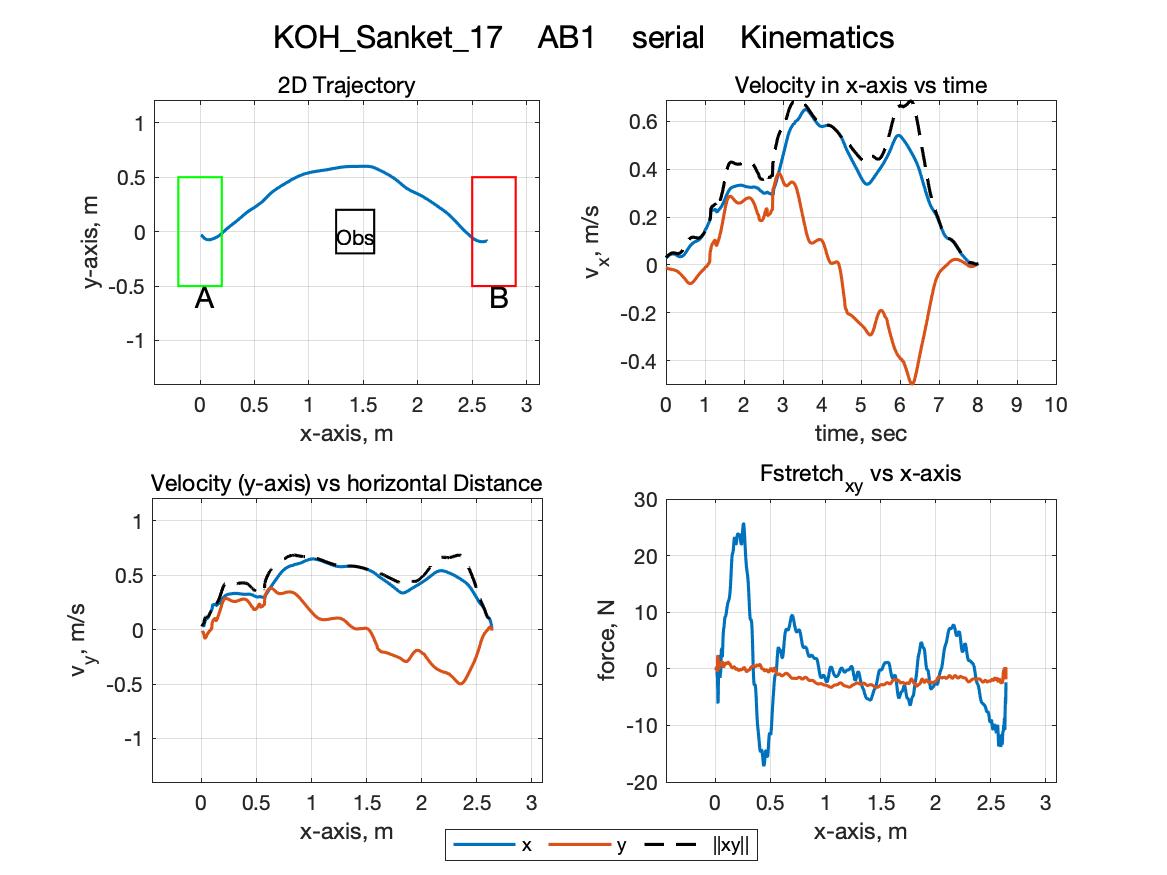 KOH_Sanket_17 AB1 serial Kinematics
2D Trajectory
y-axis, m
1
0.5
0
-0.5
-1
Obs
A
B
0 0.5 1 1.5 2 2.5 3
x-axis, m
Velocity in x-axis vs time
v_x, m/s
0.6
0.4
0.2
0
-0.2
-0.4
0 1 2 3 4 5 6 7 8 9 10
time, sec
Velocity (y-axis) vs horizontal Distance
v_y, m/s
1
0.5
0
-0.5
-1
0 0.5 1 1.5 2 2.5 3
x-axis, m
Fstretch_xy vs x-axis
force, N
30
20
10
0
-10
-20
0 0.5 1 1.5 2 2.5 3
x-axis, m
x y ||xy||